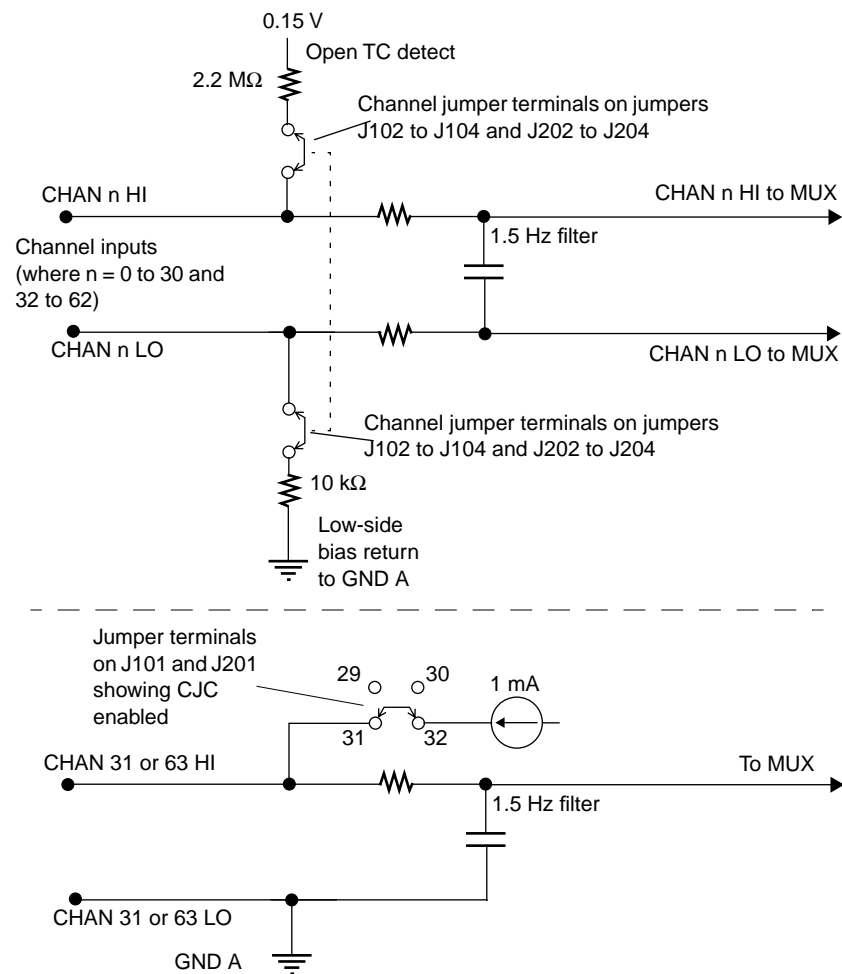 0.15 V
Open TC detect
2.2 MΩ
Channel jumper terminals on jumpers
J102 to J104 and J202 to J204
CHAN n HI
CHAN n HI to MUX
1.5 Hz filter
Channel inputs
(where n = 0 to 30 and
32 to 62)
CHAN n LO
CHAN n LO to MUX
Channel jumper terminals on jumpers
J102 to J104 and J202 to J204
10 kΩ
Low-side
bias return
to GND A
Jumper terminals
on J101 and J201
showing CJC
enabled
29
30
1 mA
31
32
CHAN 31 or 63 HI
To MUX
1.5 Hz filter
CHAN 31 or 63 LO
GND A